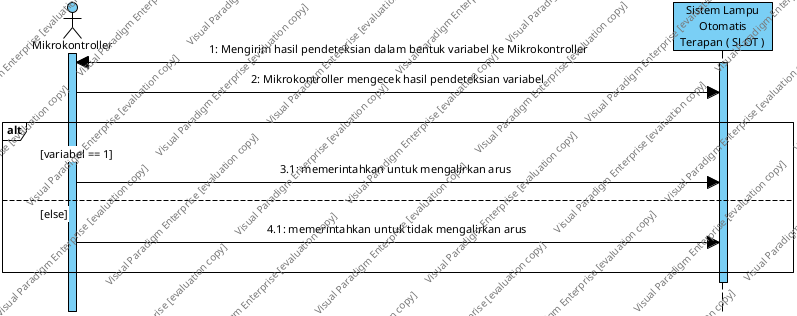 Sistem Lampu
Otomatis
Terapan ( SLOT )
Mikrokontroller
1: Mengirim hasil pendeteksian dalam bentuk variabel ke Mikrokontroller
2: Mikrokontroller mengecek hasil pendeteksian variabel
alt
[variabel == 1]
3.1: memerintahkan untuk mengalirkan arus
[else]
4.1: memerintahkan untuk tidak mengalirkan arus
Visual Paradigm Enterprise [evaluation copy]